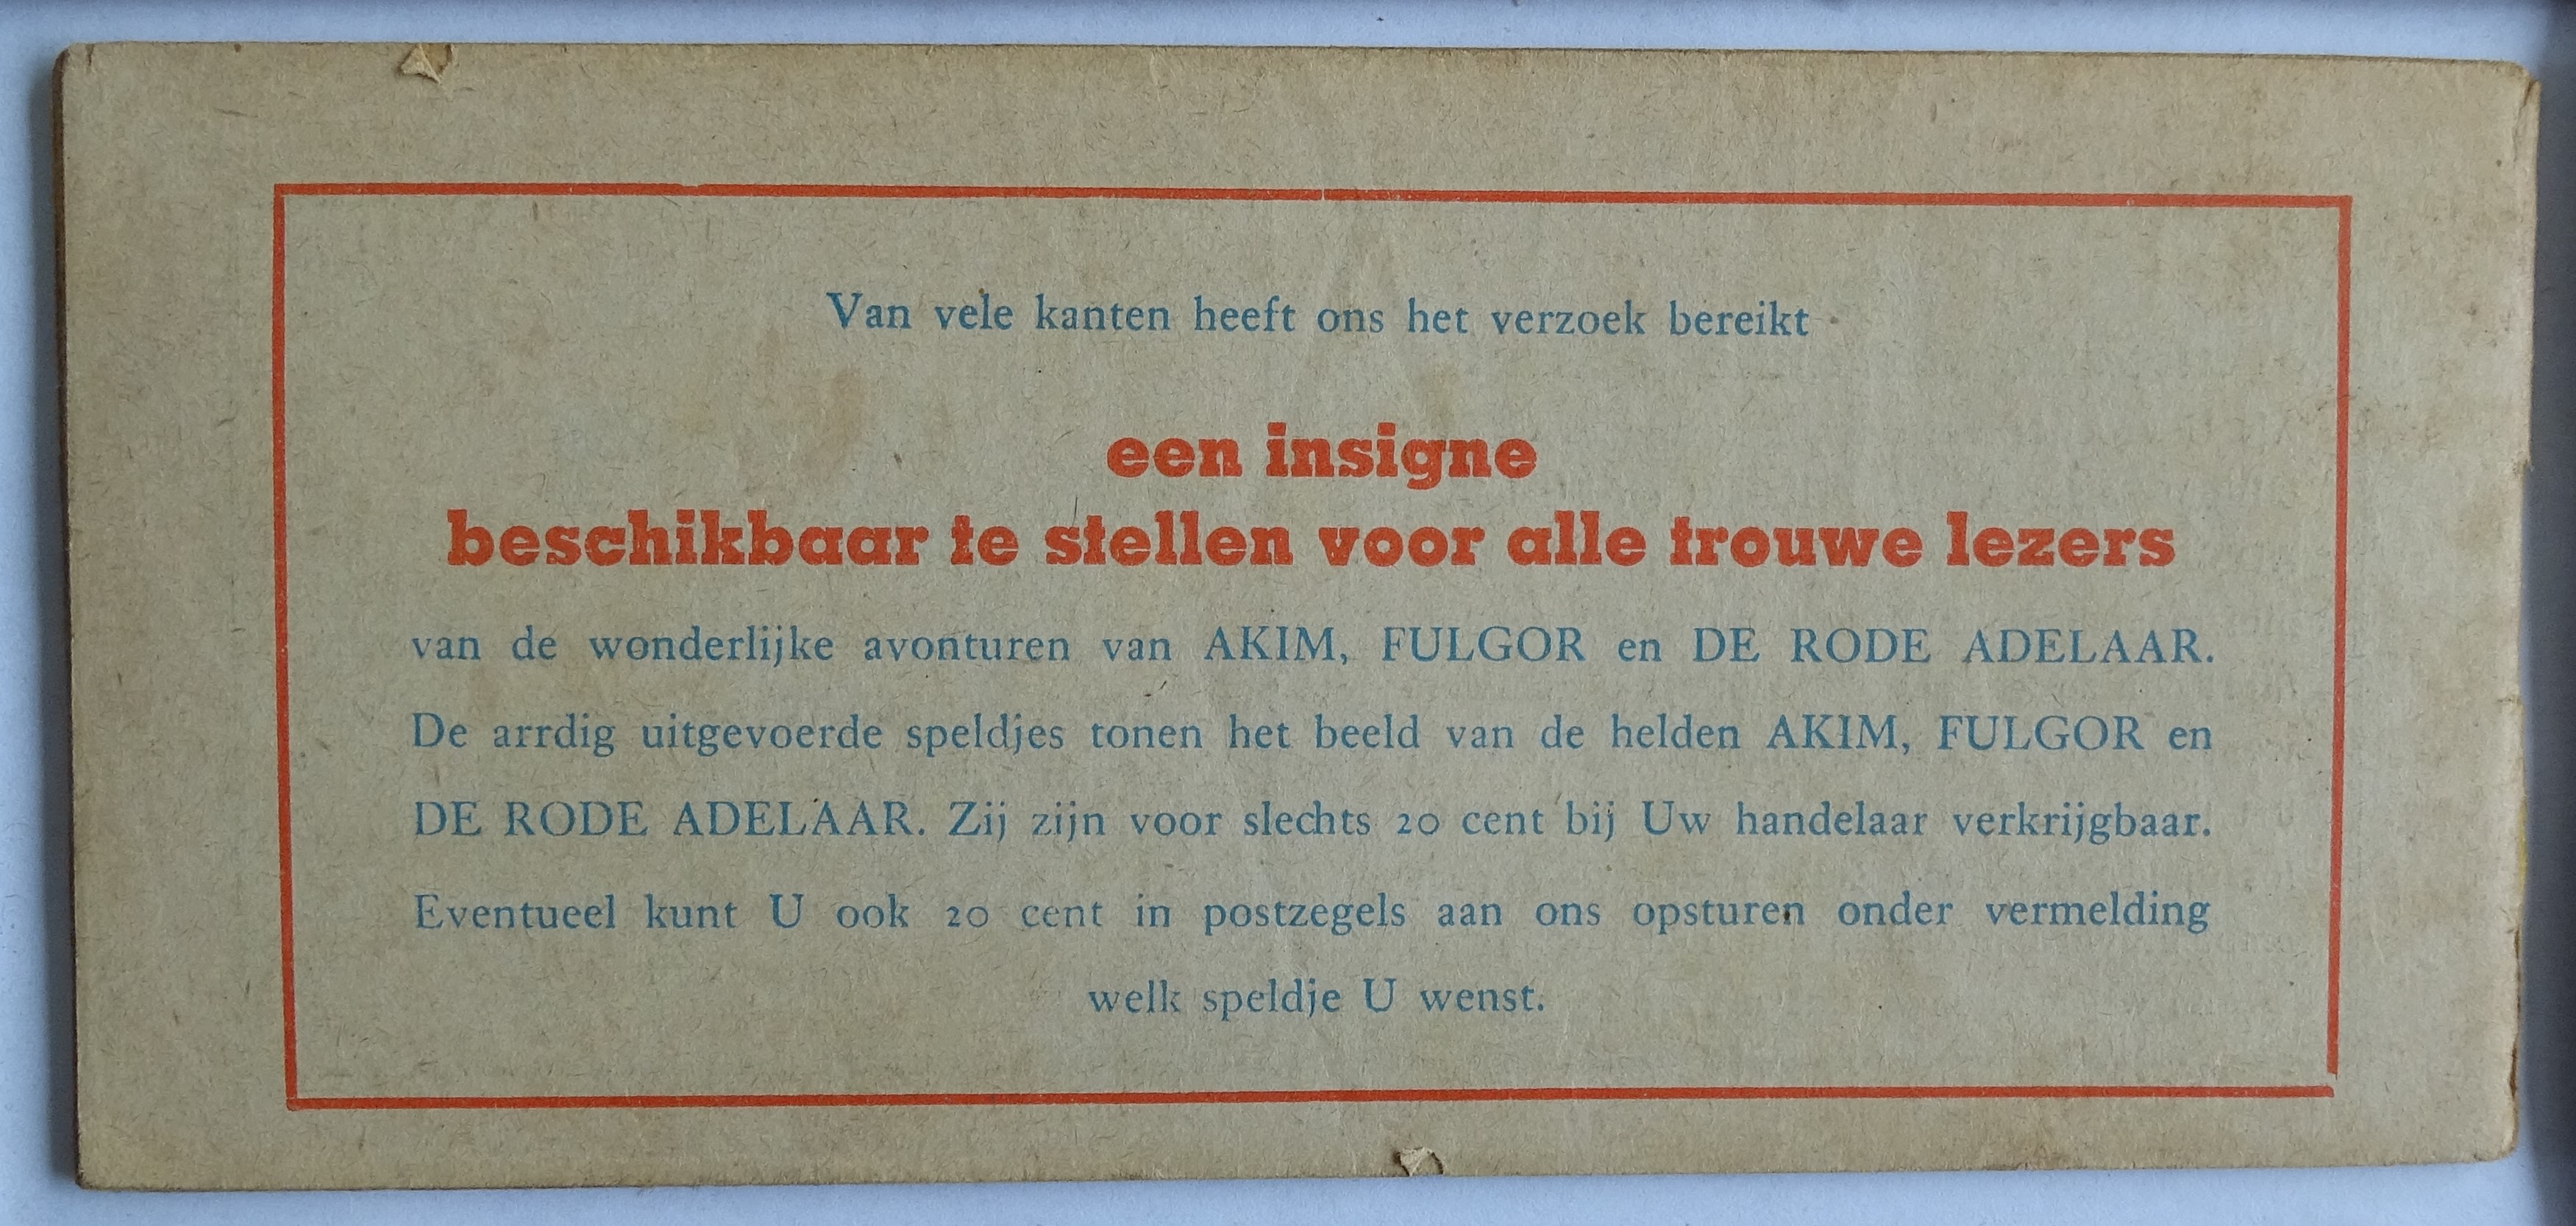 Van vele kanten heeft ons het verzoek bereikt
een insigne
beschikbaar te stellen voor alle trouwe lezers
van de wonderlijke avonturen van AKIM, FULGOR en DE RODE ADELAAR.
De arrdig uitgevoerde speldjes tonen het beeld van de helden AKIM, FULGOR en
DE RODE ADELAAR. Zij zijn voor slechts 20 cent bij Uw handelaar verkrijgbaar.
Eventueel kunt U ook 20 cent in postzegels aan ons opsturen onder vermelding
welk speldje U wenst.